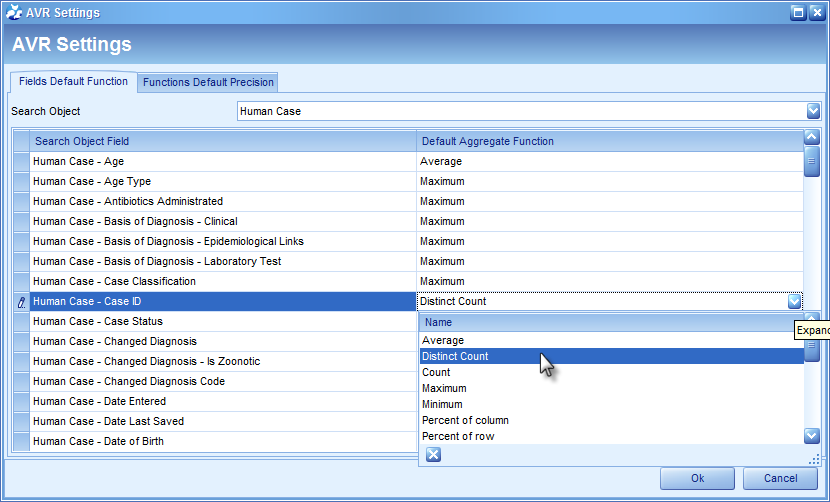 AVR Settings
AVR Settings
Fields Default Function Functions Default Precision
Search Object Human Case
Search Object Field Default Aggregate Function
Human Case - Age Average
Human Case - Age Type Maximum
Human Case - Antibiotics Administrated Maximum
Human Case - Basis of Diagnosis - Clinical Maximum
Human Case - Basis of Diagnosis - Epidemiological Links Maximum
Human Case - Basis of Diagnosis - Laboratory Test Maximum
Human Case - Case Classification Maximum
Human Case - Case ID Distinct Count
Human Case - Case Status
Human Case - Changed Diagnosis
Human Case - Changed Diagnosis - Is Zoonotic
Human Case - Changed Diagnosis Code
Human Case - Date Entered
Human Case - Date Last Saved
Human Case - Date of Birth
Name
Expand
Average
Distinct Count
Count
Maximum
Minimum
Percent of column
Percent of row
Ok Cancel